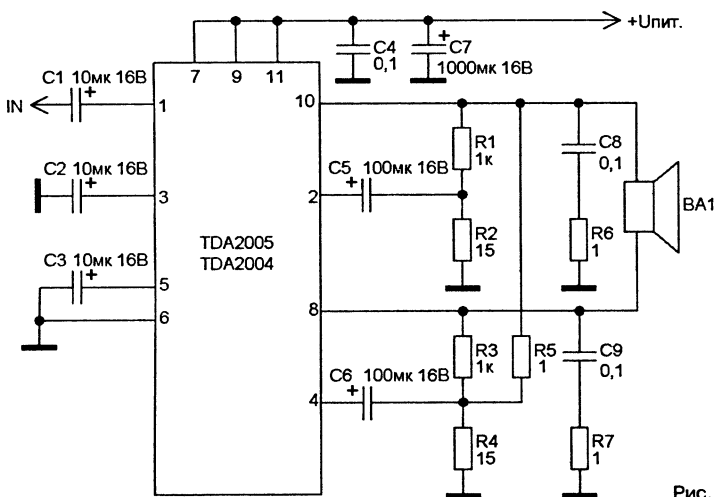 +Uпит.
C4
0,1
C7
1000мк 16В
+
7
9
11
C1 10мк 16В
+
IN
1
10
C2 10мк 16В
+
3
C5 100мк 16В
+
2
R1
1к
C8
0,1
BA1
TDA2005
TDA2004
R2
15
R6
1
C3 10мк 16В
+
5
6
8
R3
1к
R5
1
C9
0,1
C6 100мк 16В
+
4
R4
15
R7
1
Рис.